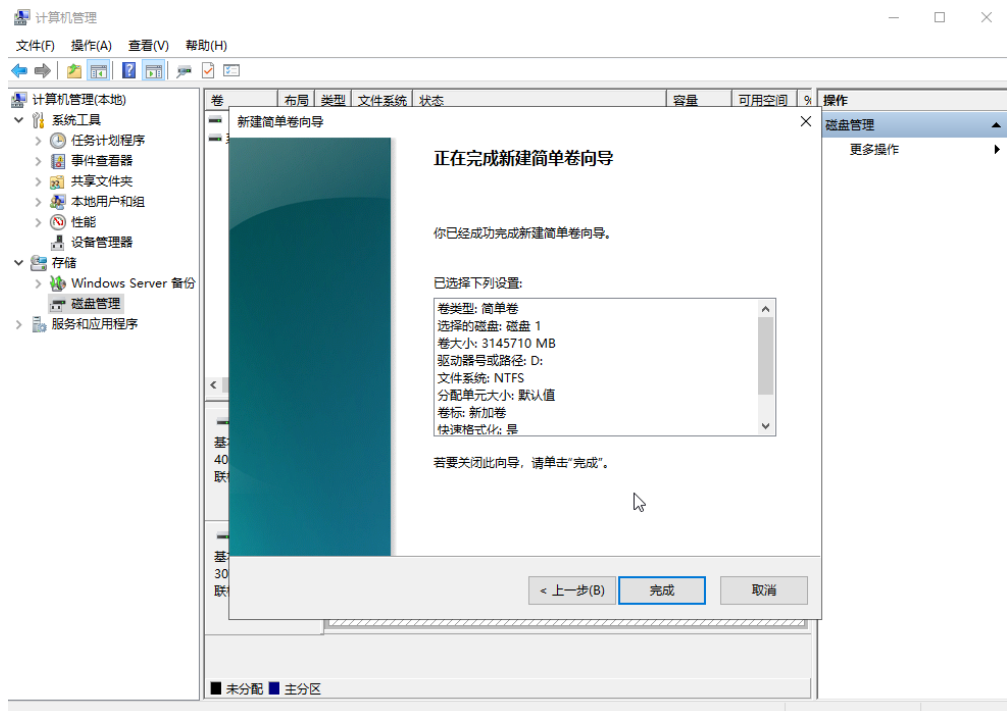 计算机管理
文件(F) 操作(A) 查看(V) 帮助(H)
计算机管理(本地)
系统工具
任务计划程序
事件查看器
共享文件夹
本地用户和组
性能
设备管理器
存储
Windows Server 备份
磁盘管理
服务和应用程序
卷 布局 类型 文件系统 状态 容量 可用空间 %
新建简单卷向导
正在完成新建简单卷向导
你已经成功完成新建简单卷向导。
已选择下列设置:
卷类型: 简单卷
选择的磁盘: 磁盘 1
卷大小: 3145710 MB
驱动器号或路径: D:
文件系统: NTFS
分配单元大小: 默认值
卷标: 新加卷
快速格式化: 是
若要关闭此向导，请单击"完成"。
< 上一步(B) 完成 取消
基
40
联
基
30
联
未分配 主分区
操作
磁盘管理
更多操作